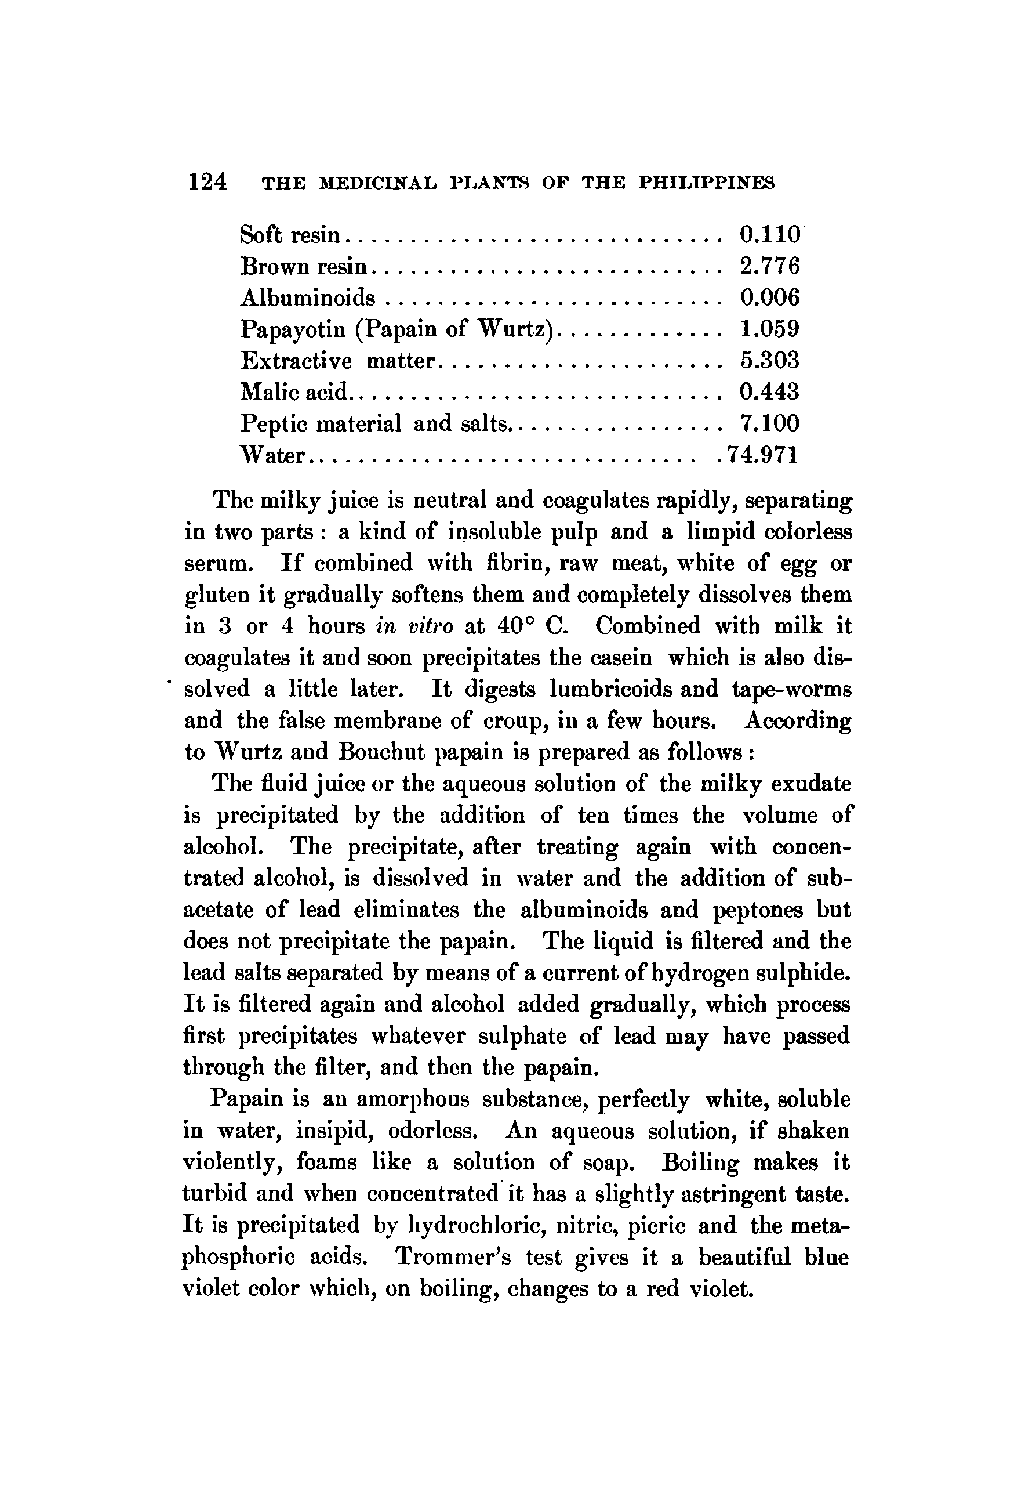 124 THE MEDICINAL PLANTS OF THE PHILIPPINES
Soft resin............................. 0.110
Brown resin........................... 2.776
Albuminoids .......................... 0.006
Papayotin (Papain of Wurtz)............. 1.059
Extractive matter...................... 5.303
Malic acid............................. 0.443
Peptic material and salts................. 7.100
Water.............................. .74.971
The milky juice is neutral and coagulates rapidly, separating
in two parts : a kind of insoluble pulp and a limpid colorless
serum. If combined with fibrin, raw meat, white of egg or
gluten it gradually softens them and completely dissolves them
in 3 or 4 hours in vitro at 40° C. Combined with milk it
coagulates it and soon precipitates the casein which is also dis-
solved a little later. It digests lumbricoids and tape-worms
and the false membrane of croup, in a few hours. According
to Wurtz and Bouchut papain is prepared as follows :
The fluid juice or the aqueous solution of the milky exudate
is precipitated by the addition of ten times the volume of
alcohol. The precipitate, after treating again with concen-
trated alcohol, is dissolved in water and the addition of sub-
acetate of lead eliminates the albuminoids and peptones but
does not precipitate the papain. The liquid is filtered and the
lead salts separated by means of a current of hydrogen sulphide.
It is filtered again and alcohol added gradually, which process
first precipitates whatever sulphate of lead may have passed
through the filter, and then the papain.
Papain is an amorphous substance, perfectly white, soluble
in water, insipid, odorless. An aqueous solution, if shaken
violently, foams like a solution of soap. Boiling makes it
turbid and when concentrated it has a slightly astringent taste.
It is precipitated by hydrochloric, nitric, picric and the meta-
phosphoric acids. Trommer's test gives it a beautiful blue
violet color which, on boiling, changes to a red violet.